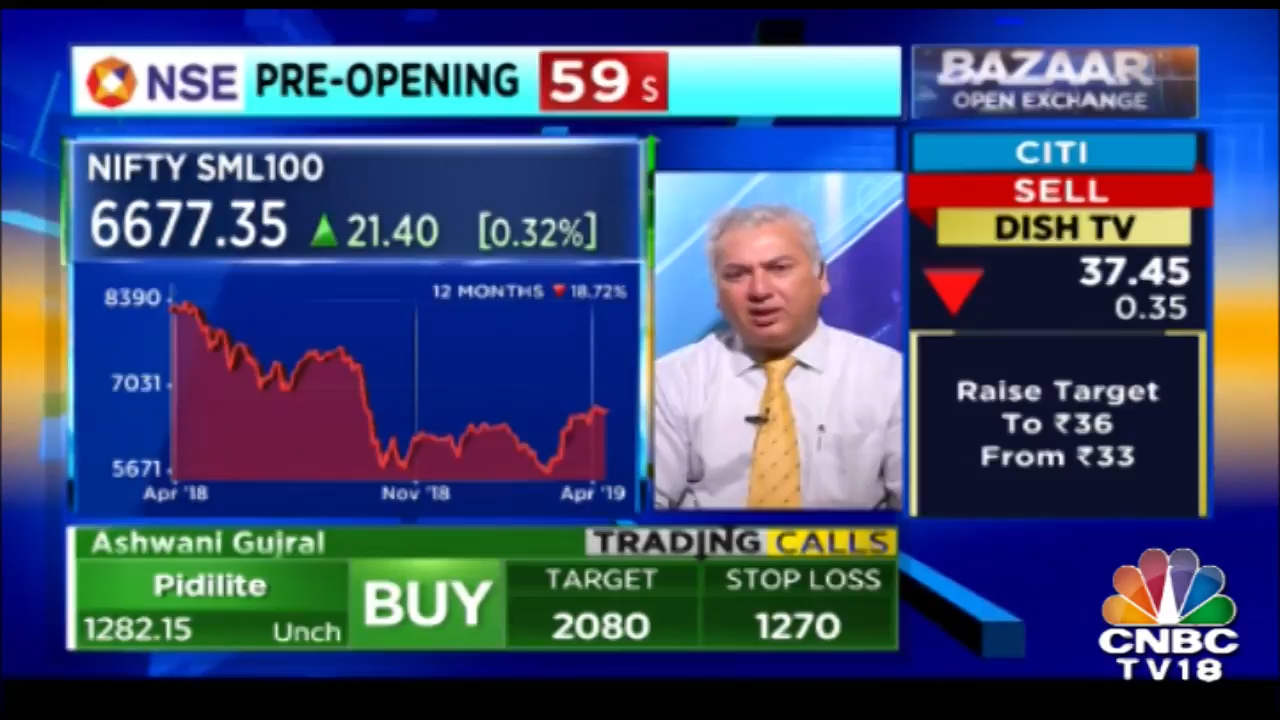 NSE PRE-OPENING 59 S
BAZAAR
OPEN EXCHANGE
NIFTY SML100
6677.35 ▲ 21.40 [0.32%]
12 MONTHS ▼ 18.72%
8390
7031
5671
Apr '18 Nov '18 Apr '19
CITI
SELL
DISH TV
37.45
0.35
Raise Target
To ₹36
From ₹33
Ashwani Gujral TRADING CALLS
Pidilite
1282.15 Unch
BUY
TARGET
2080
STOP LOSS
1270
CNBC
TV18